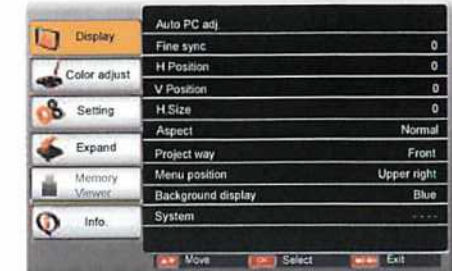 Display
Color adjust
Setting
Expand
Memory Viewer
Info.
Auto PC adj
Fine sync 0
H Position 0
V Position 0
H.Size 0
Aspect Normal
Project way Front
Menu position Upper right
Background display Blue
System ----
Move Select Exit